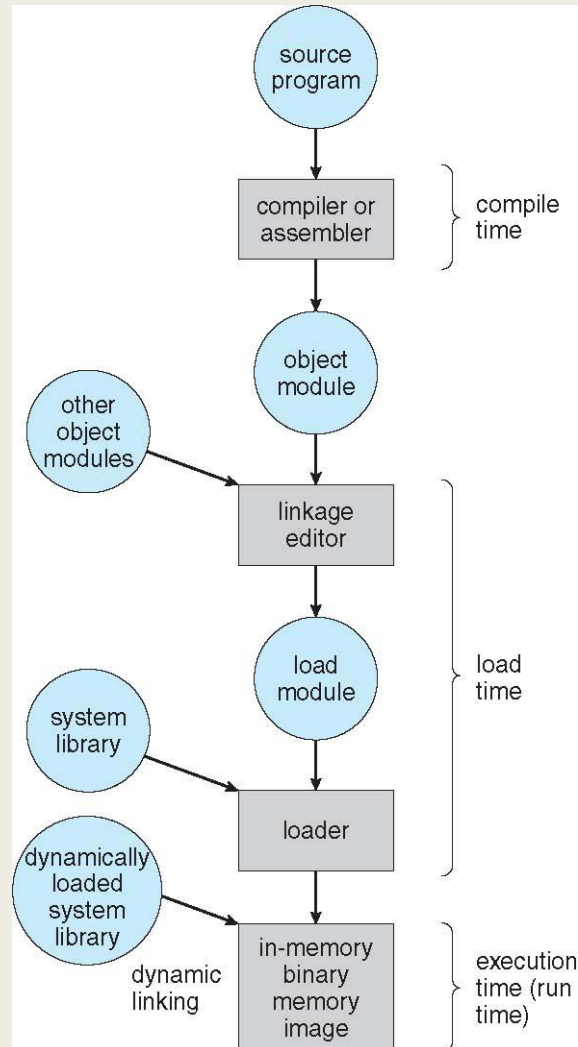 source
program
compiler or
assembler
compile
time
object
module
other
object
modules
linkage
editor
load
module
load
time
system
library
loader
dynamically
loaded
system
library
dynamic
linking
in-memory
binary
memory
image
execution
time (run
time)